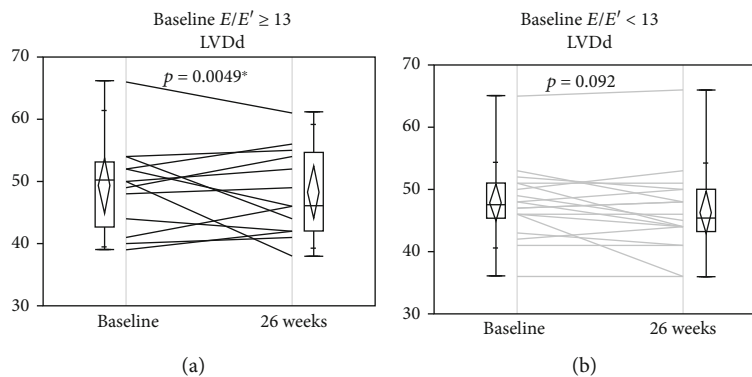 Baseline E/E′ ≥ 13
LVDd
70
60
50
40
30
p = 0.0049*
Baseline
26 weeks
(a)
Baseline E/E′ < 13
LVDd
70
60
50
40
30
p = 0.092
Baseline
26 weeks
(b)